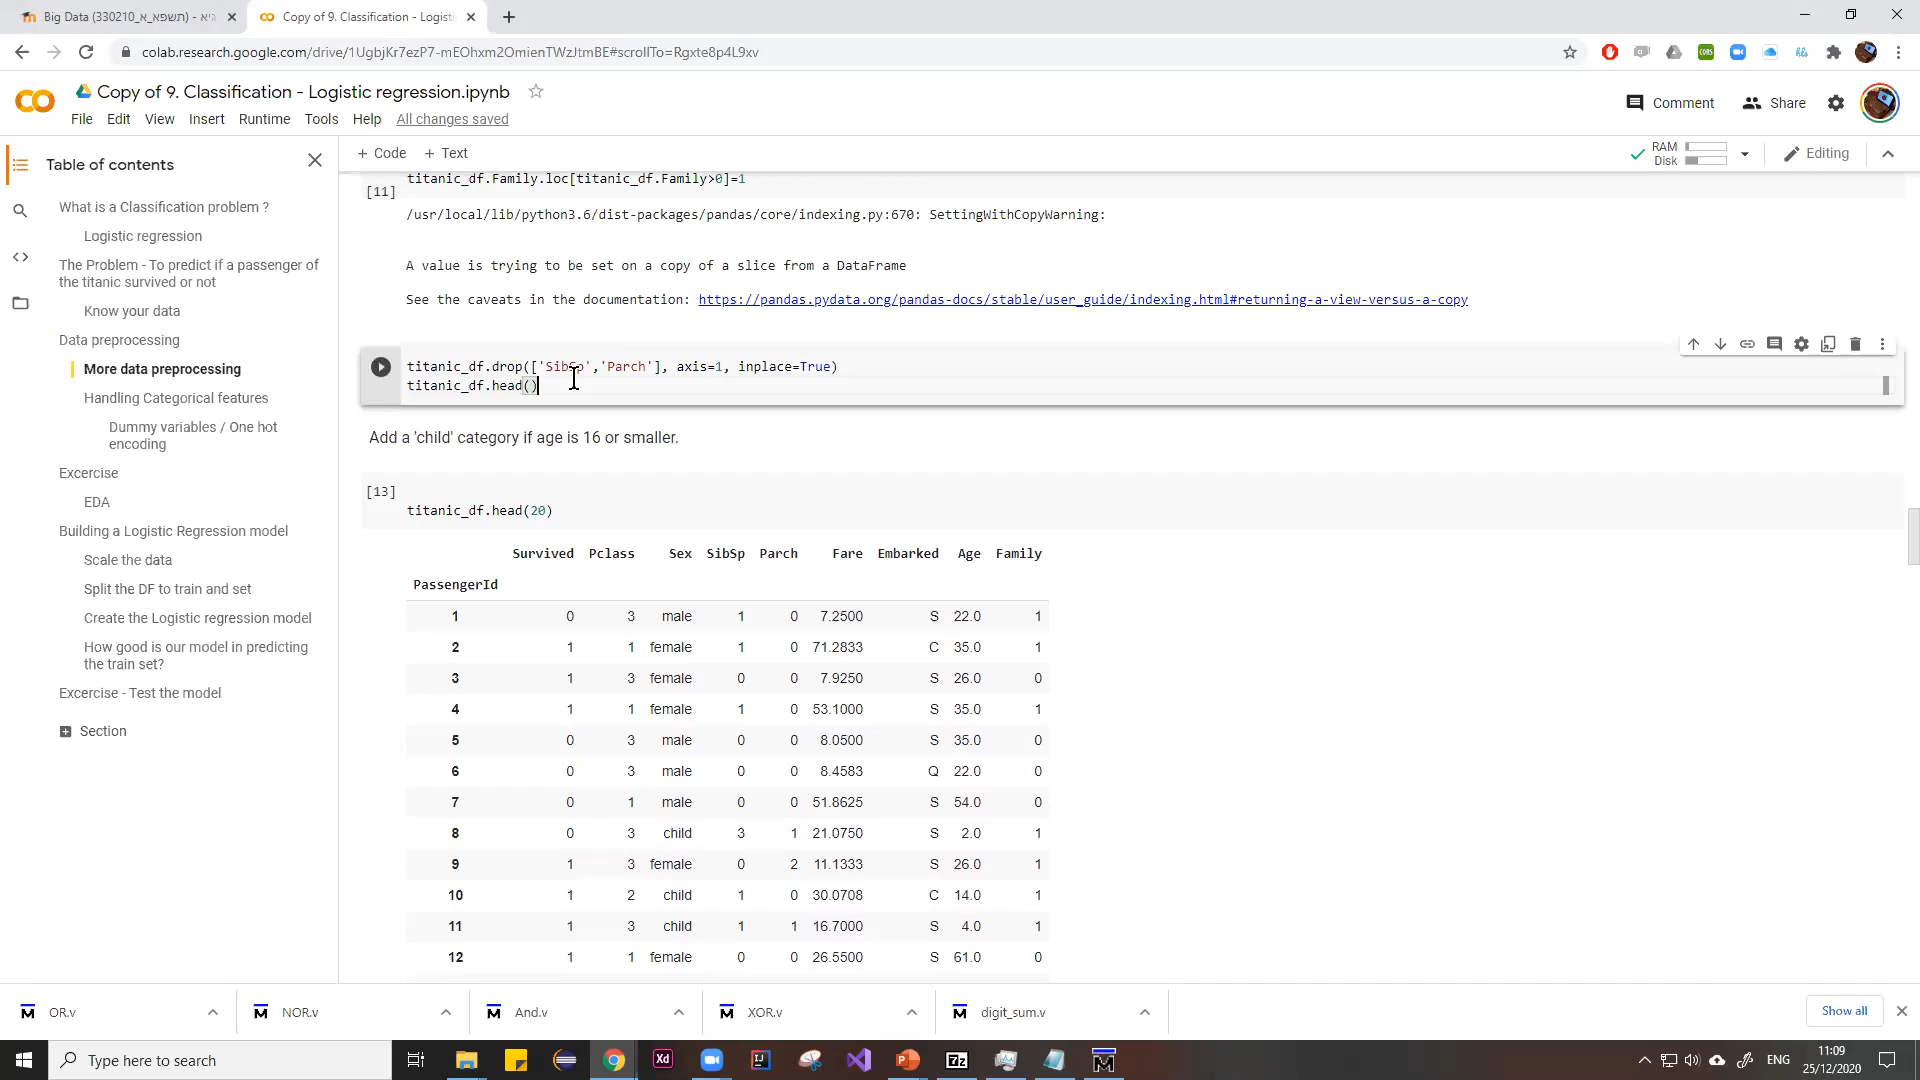 Big Data (330210_תשפא_א) - גיא
Copy of 9. Classification - Logisti
colab.research.google.com/drive/1UgbjKr7ezP7-mEOhxm2OmienTWzJtmBE#scrollTo=Rgxte8p4L9xv
Copy of 9. Classification - Logistic regression.ipynb
File Edit View Insert Runtime Tools Help All changes saved
Comment Share
Table of contents
What is a Classification problem ?
Logistic regression
The Problem - To predict if a passenger of
the titanic survived or not
Know your data
Data preprocessing
More data preprocessing
Handling Categorical features
Dummy variables / One hot
encoding
Excercise
EDA
Building a Logistic Regression model
Scale the data
Split the DF to train and set
Create the Logistic regression model
How good is our model in predicting
the train set?
Excercise - Test the model
Section
+ Code + Text
RAM
Disk
Editing
titanic_df.Family.loc[titanic_df.Family>0]=1
[11]
/usr/local/lib/python3.6/dist-packages/pandas/core/indexing.py:670: SettingWithCopyWarning:
A value is trying to be set on a copy of a slice from a DataFrame
See the caveats in the documentation: https://pandas.pydata.org/pandas-docs/stable/user_guide/indexing.html#returning-a-view-versus-a-copy
titanic_df.drop(['SibSp','Parch'], axis=1, inplace=True)
titanic_df.head()
Add a 'child' category if age is 16 or smaller.
[13]
titanic_df.head(20)
Survived Pclass Sex SibSp Parch Fare Embarked Age Family
PassengerId
1 0 3 male 1 0 7.2500 S 22.0 1
2 1 1 female 1 0 71.2833 C 35.0 1
3 1 3 female 0 0 7.9250 S 26.0 0
4 1 1 female 1 0 53.1000 S 35.0 1
5 0 3 male 0 0 8.0500 S 35.0 0
6 0 3 male 0 0 8.4583 Q 22.0 0
7 0 1 male 0 0 51.8625 S 54.0 0
8 0 3 child 3 1 21.0750 S 2.0 1
9 1 3 female 0 2 11.1333 S 26.0 1
10 1 2 child 1 0 30.0708 C 14.0 1
11 1 3 child 1 1 16.7000 S 4.0 1
12 1 1 female 0 0 26.5500 S 61.0 0
OR.v NOR.v And.v XOR.v digit_sum.v Show all
Type here to search
ENG
11:09
25/12/2020